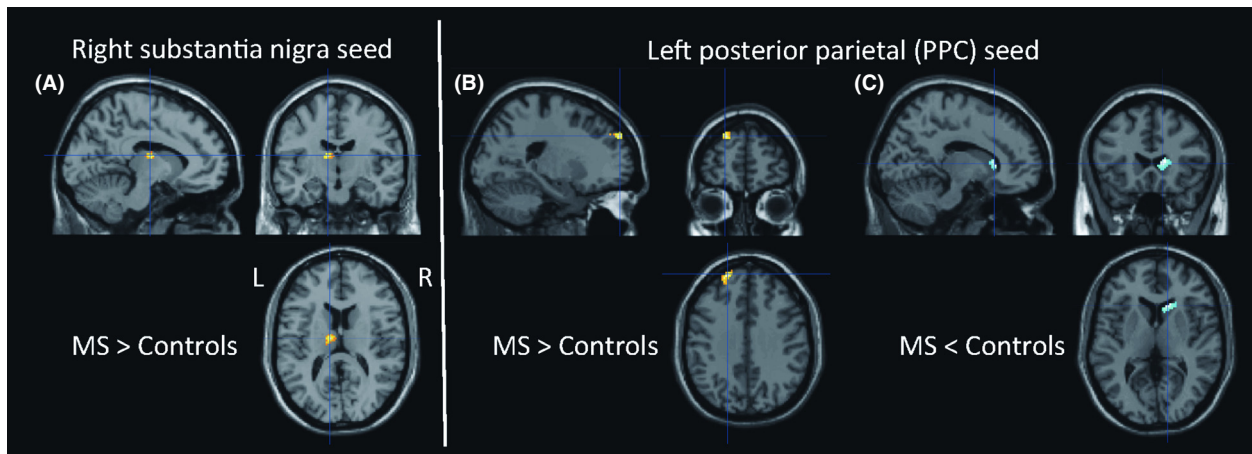 Right substantia nigra seed
Left posterior parietal (PPC) seed
(A)
(B)
(C)
L
R
MS > Controls
MS > Controls
MS < Controls